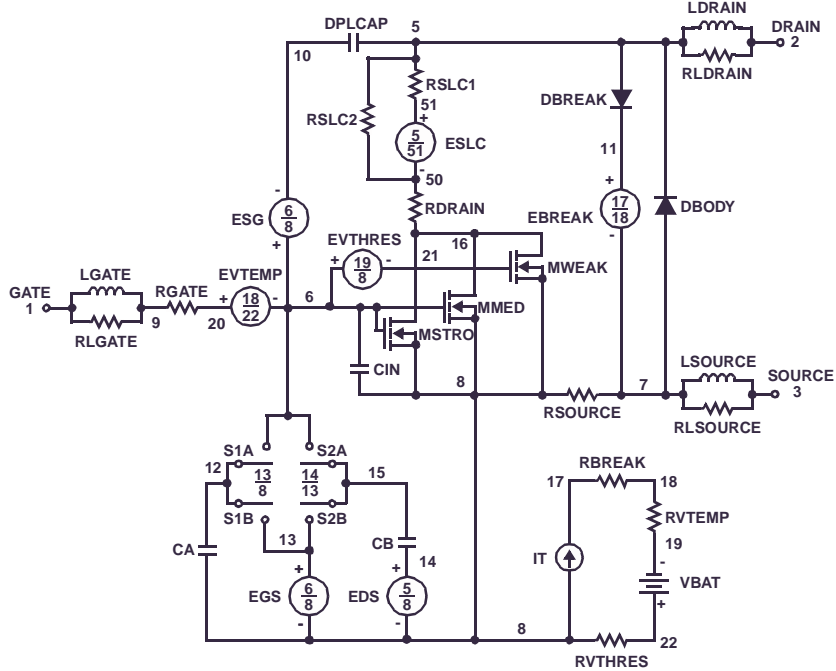 LDRAIN
DPLCAP 5 DRAIN
10 2
RSLC1 RLDRAIN
51 DBREAK
RSLC2 +
5
51 ESLC 11
-
50
- +
ESG 6
8 RDRAIN EBREAK 17
18 DBODY
+ EVTHRES 16 -
+ 19
8 - 21 MWEAK
LGATE EVTEMP
GATE RGATE + 18
22 - 6 MMED
1 9 20 MSTRO
RLGATE
CIN LSOURCE
8 7 SOURCE
RSOURCE 3
RLSOURCE
S1A S2A
12 13
8 14
13 15 RBREAK
17 18
S1B S2B RVTEMP
13 CB 19
CA 14 IT -
+ + VBAT
EGS 6
8 EDS 5
8 +
- - 8 22
RVTHRES